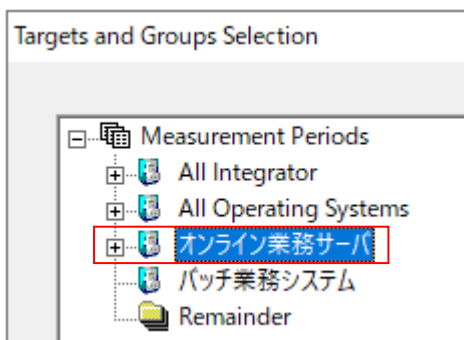 Targets and Groups Selection
Measurement Periods
All Integrator
All Operating Systems
オンライン業務サーバ
バッチ業務システム
Remainder